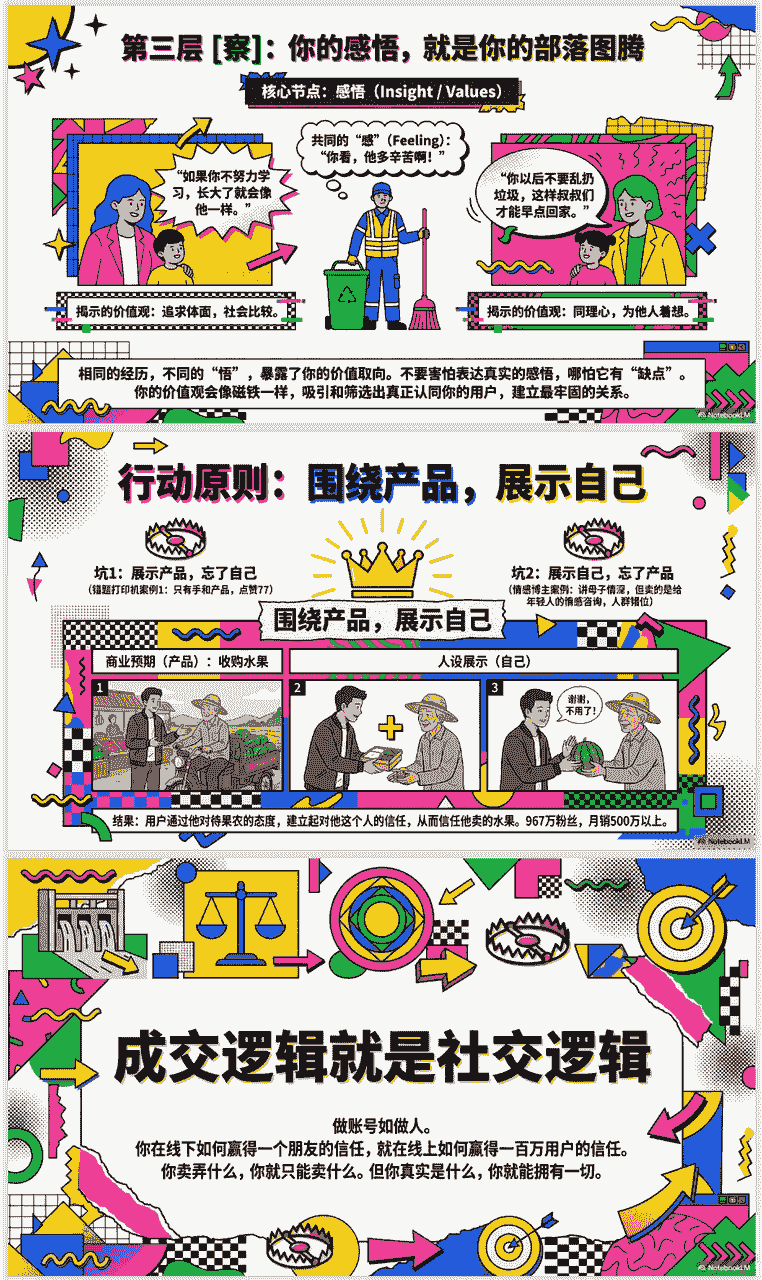 第三层 [察]：你的感悟，就是你的部落图腾
核心节点：感悟（Insight / Values）
“如果你不努力学
习，长大了就会像
他一样。”
共同的“感”（Feeling）：
“你看，他多辛苦啊！”
“你以后不要乱扔
垃圾，这样叔叔们
才能早点回家。”
揭示的价值观：追求体面，社会比较。
揭示的价值观：同理心，为他人着想。
相同的经历，不同的“悟”，暴露了你的价值取向。不要害怕表达真实的感悟，哪怕它有“缺点”。
你的价值观会像磁铁一样，吸引和筛选出真正认同你的用户，建立最牢固的关系。
NotebookLM
行动原则：围绕产品，展示自己
坑1：展示产品，忘了自己
（错题打印机案例1：只有手和产品，点赞77）
坑2：展示自己，忘了产品
（情感博主案例：讲母子情深，但卖的是给
年轻人的情感咨询，人群错位）
围绕产品，展示自己
商业预期（产品）：收购水果
人设展示（自己）
1
2
3
谢谢，
不用了！
结果：用户通过他对待果农的态度，建立起对他这个人的信任，从而信任他卖的水果。967万粉丝，月销500万以上。
NotebookLM
成交逻辑就是社交逻辑
做账号如做人。
你在线下如何赢得一个朋友的信任，就在线上如何赢得一百万用户的信任。
你卖弄什么，你就只能卖什么。但你真实是什么，你就能拥有一切。
NotebookLM